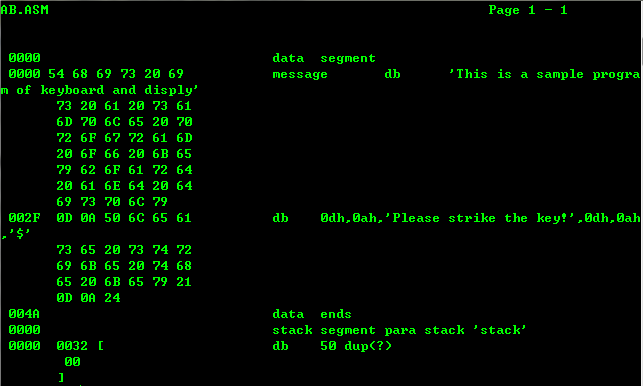 AB.ASM Page 1 - 1
0000 data segment
0000 54 68 69 73 20 69 message db 'This is a sample progra
m of keyboard and disply'
73 20 61 20 73 61
6D 70 6C 65 20 70
72 6F 67 72 61 6D
20 6F 66 20 6B 65
79 62 6F 61 72 64
20 61 6E 64 20 64
69 73 70 6C 79
002F 0D 0A 50 6C 65 61 db 0dh,0ah,'Please strike the key!',0dh,0ah
,'$'
73 65 20 73 74 72
69 6B 65 20 74 68
65 20 6B 65 79 21
0D 0A 24
004A data ends
0000 stack segment para stack 'stack'
0000 0032 [ db 50 dup(?)
00
]